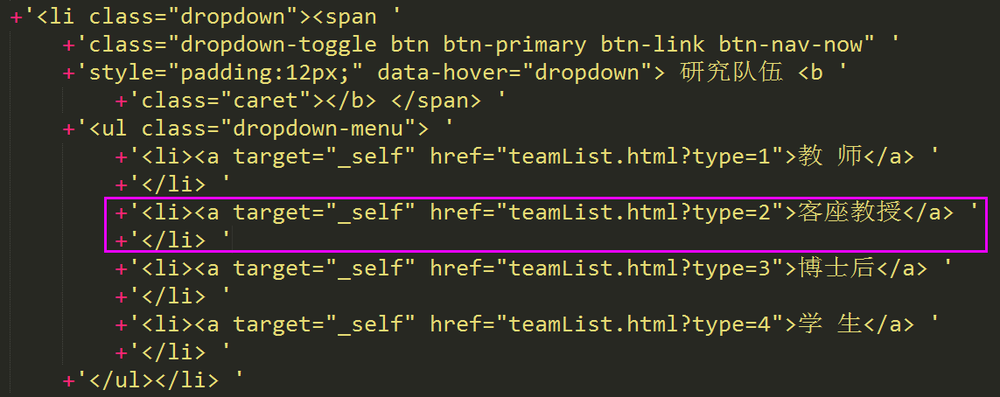 +'<li class="dropdown"><span '
+'class="dropdown-toggle btn btn-primary btn-link btn-nav-now" '
+'style="padding:12px;" data-hover="dropdown"> 研究队伍 <b '
+'class="caret"></b> </span> '
+'<ul class="dropdown-menu"> '
+'<li><a target="_self" href="teamList.html?type=1">教 师</a> '
+'</li> '
+'<li><a target="_self" href="teamList.html?type=2">客座教授</a> '
+'</li> '
+'<li><a target="_self" href="teamList.html?type=3">博士后</a> '
+'</li> '
+'<li><a target="_self" href="teamList.html?type=4">学 生</a> '
+'</li> '
+'</ul></li> '